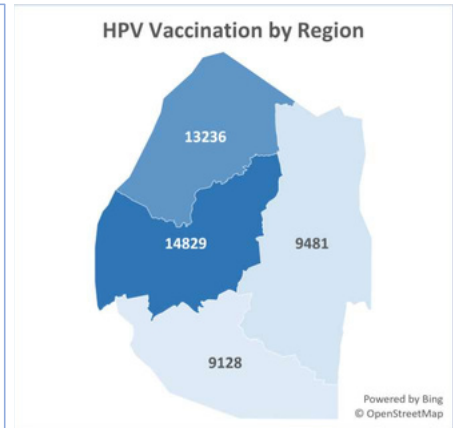 HPV Vaccination by Region
13236
14829
9481
9128
Powered by Bing
© OpenStreetMap